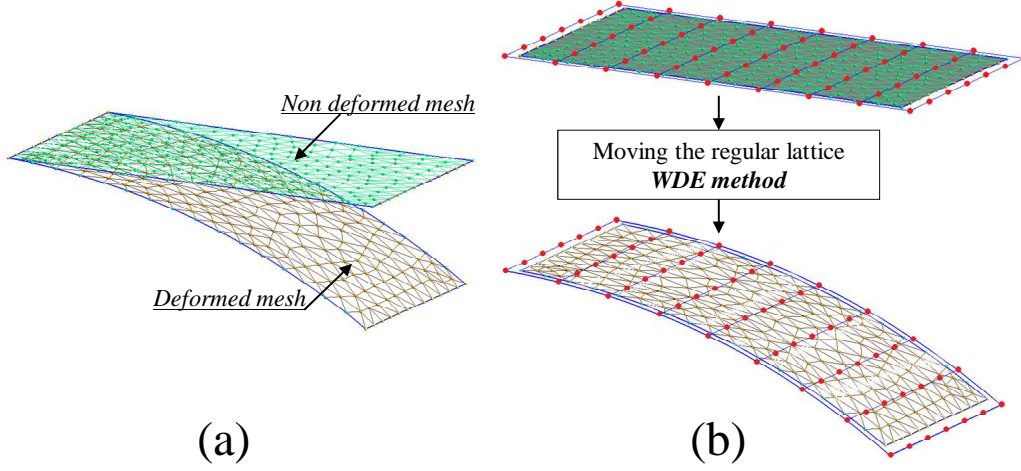 Non deformed mesh
Deformed mesh
(a)
Moving the regular lattice
WDE method
(b)